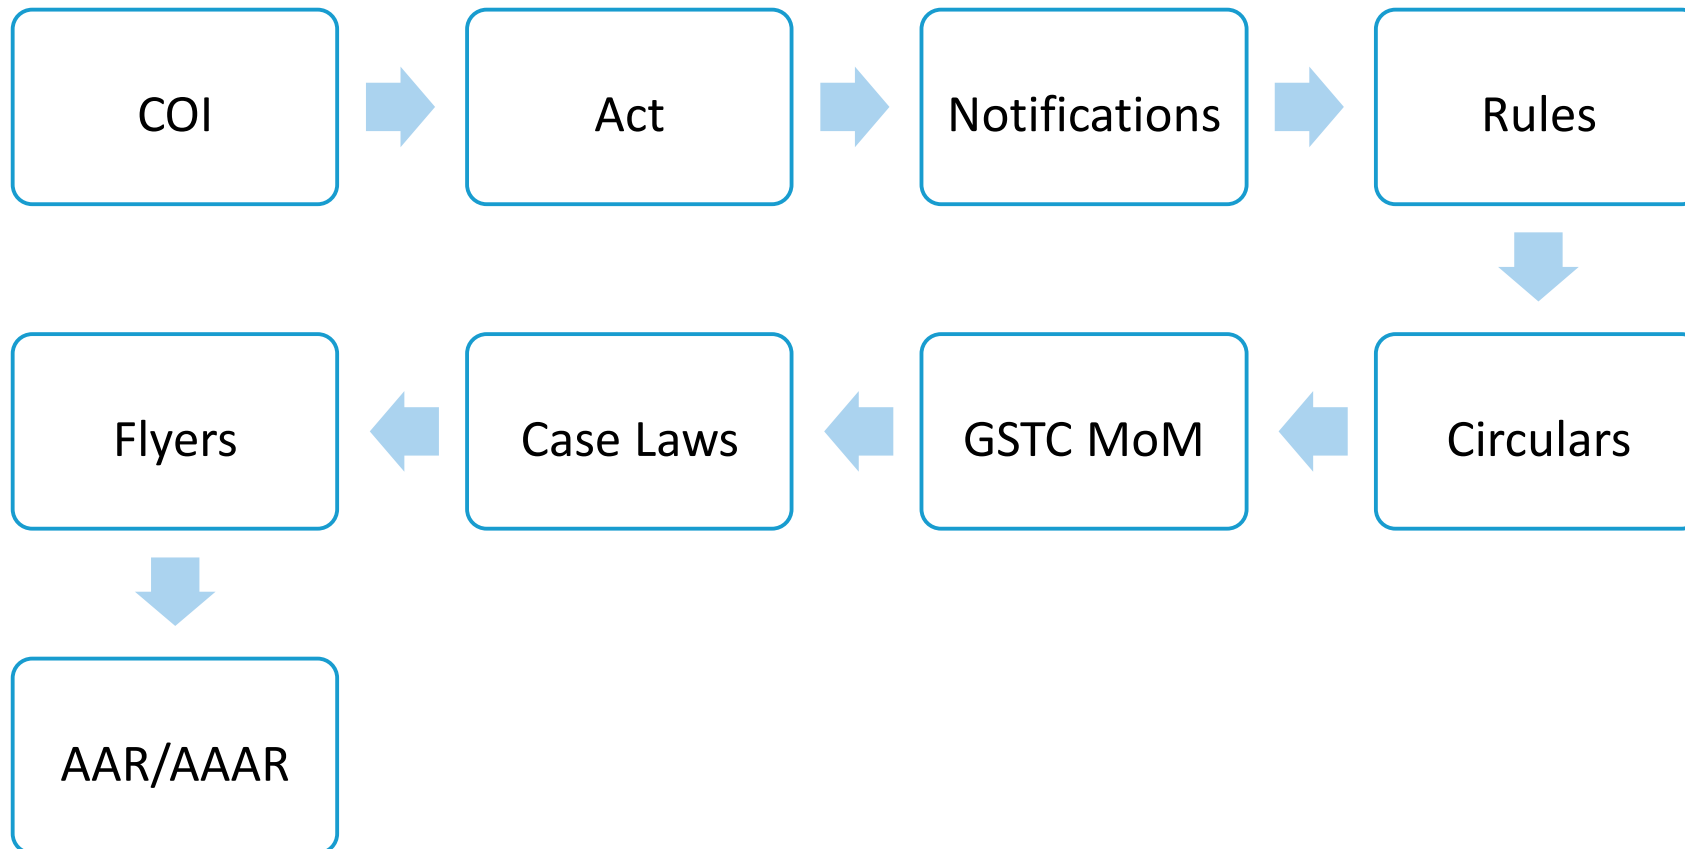 COI
Act
Notifications
Rules
Circulars
GSTC MoM
Case Laws
Flyers
AAR/AAAR